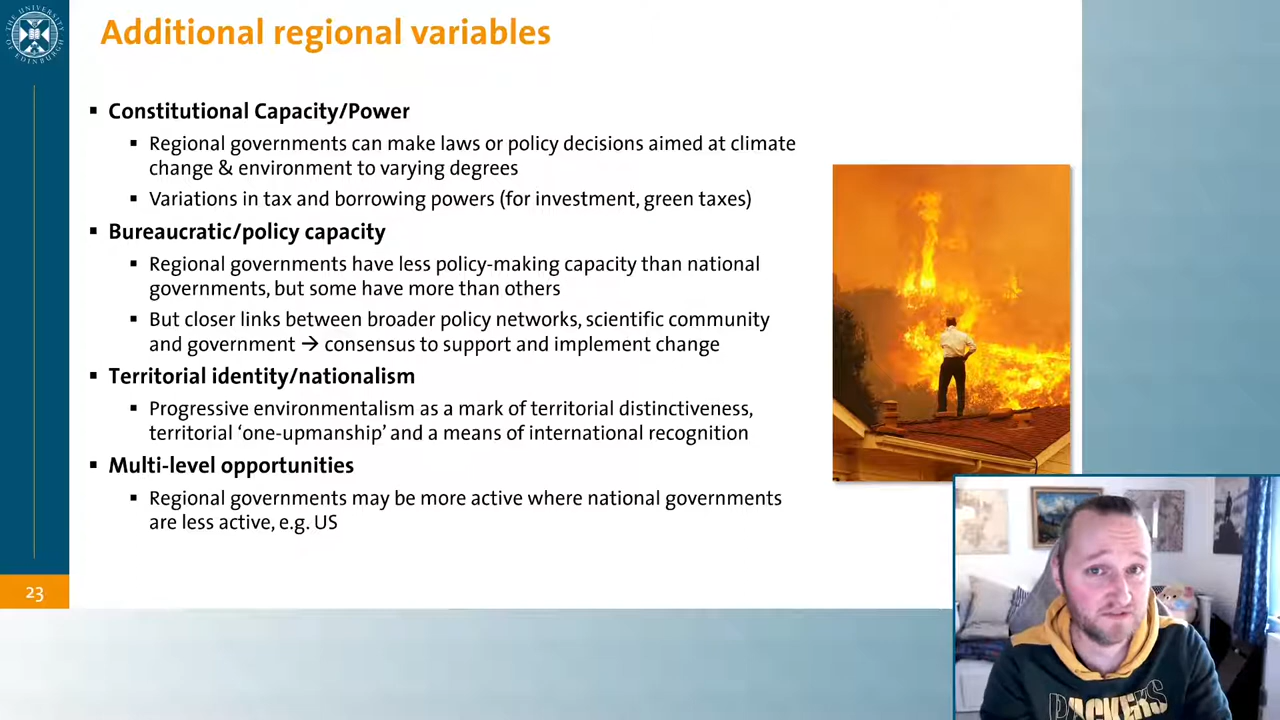 THE UNIVERSITY OF EDINBURGH
Additional regional variables
▪ Constitutional Capacity/Power
▪ Regional governments can make laws or policy decisions aimed at climate
change & environment to varying degrees
▪ Variations in tax and borrowing powers (for investment, green taxes)
▪ Bureaucratic/policy capacity
▪ Regional governments have less policy-making capacity than national
governments, but some have more than others
▪ But closer links between broader policy networks, scientific community
and government → consensus to support and implement change
▪ Territorial identity/nationalism
▪ Progressive environmentalism as a mark of territorial distinctiveness,
territorial ‘one-upmanship’ and a means of international recognition
▪ Multi-level opportunities
▪ Regional governments may be more active where national governments
are less active, e.g. US
23
PACKERS